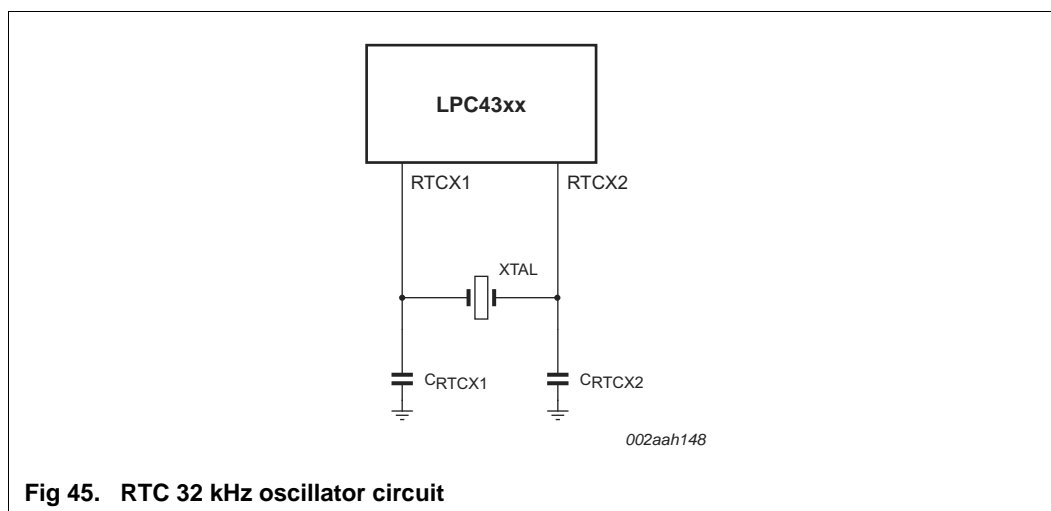 LPC43xx
RTCX1
RTCX2
XTAL
CRTCX1
CRTCX2
002aah148
Fig 45. RTC 32 kHz oscillator circuit